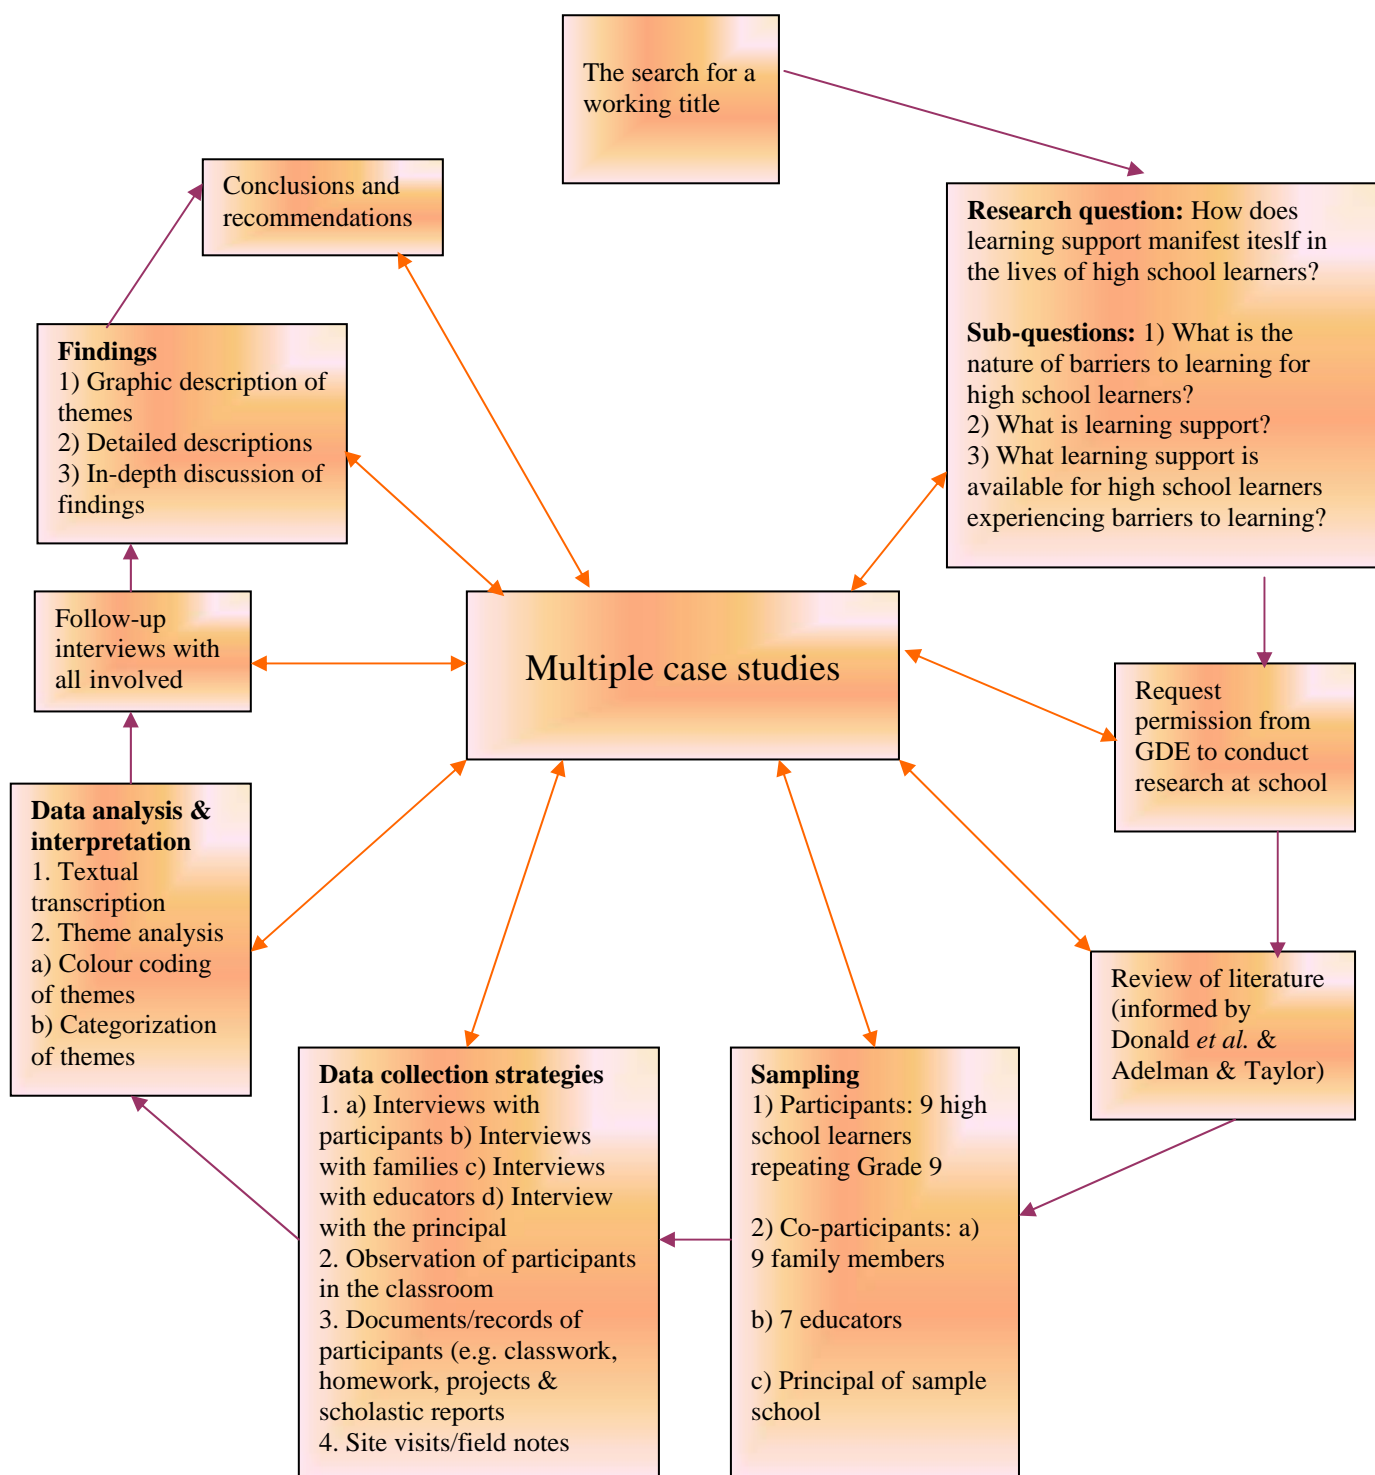 The search for a
working title
Research question: How does
learning support manifest iteslf in
the lives of high school learners?
Sub-questions: 1) What is the
nature of barriers to learning for
high school learners?
2) What is learning support?
3) What learning support is
available for high school learners
experiencing barriers to learning?
Request
permission from
GDE to conduct
research at school
Review of literature
(informed by
Donald et al. &
Adelman & Taylor)
Sampling
1) Participants: 9 high
school learners
repeating Grade 9
2) Co-participants: a)
9 family members
b) 7 educators
c) Principal of sample
school
Data collection strategies
1. a) Interviews with
participants b) Interviews
with families c) Interviews
with educators d) Interview
with the principal
2. Observation of participants
in the classroom
3. Documents/records of
participants (e.g. classwork,
homework, projects &
scholastic reports
4. Site visits/field notes
Data analysis &
interpretation
1. Textual
transcription
2. Theme analysis
a) Colour coding
of themes
b) Categorization
of themes
Follow-up
interviews with
all involved
Findings
1) Graphic description of
themes
2) Detailed descriptions
3) In-depth discussion of
findings
Conclusions and
recommendations
Multiple case studies